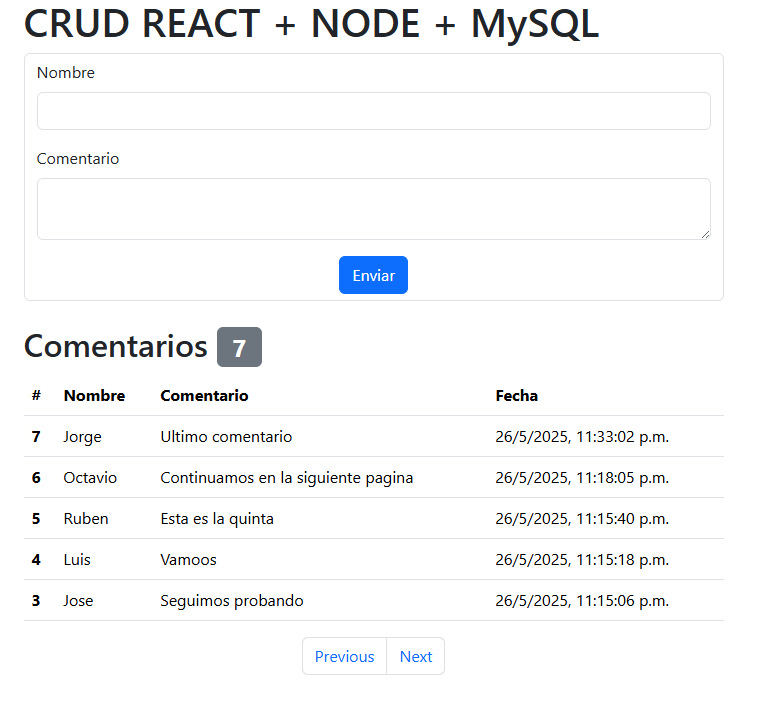 CRUD REACT + NODE + MySQL
Nombre
Comentario
Enviar
Comentarios 7
# Nombre Comentario Fecha
7 Jorge Ultimo comentario 26/5/2025, 11:33:02 p.m.
6 Octavio Continuamos en la siguiente pagina 26/5/2025, 11:18:05 p.m.
5 Ruben Esta es la quinta 26/5/2025, 11:15:40 p.m.
4 Luis Vamoos 26/5/2025, 11:15:18 p.m.
3 Jose Seguimos probando 26/5/2025, 11:15:06 p.m.
Previous Next